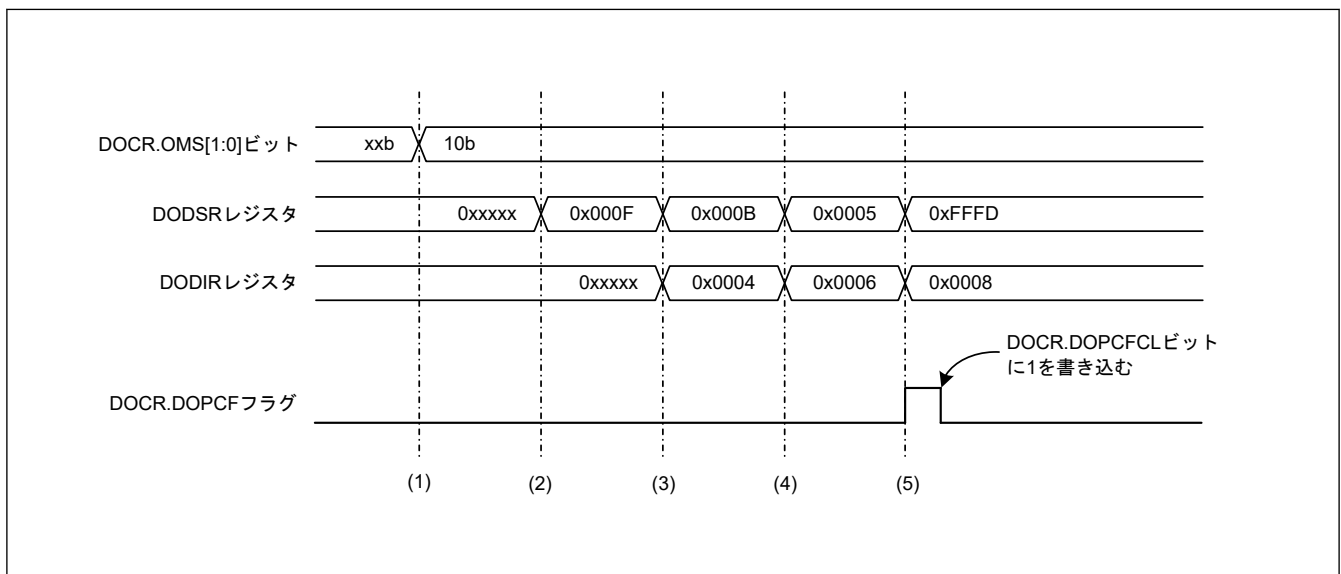 DOCR.OMS[1:0]ビット xxb 10b
DODSRレジスタ 0xxxxx 0x000F 0x000B 0x0005 0xFFFD
DODIRレジスタ 0xxxxx 0x0004 0x0006 0x0008
DOCR.DOPCFCLビット
に1を書き込む
DOCR.DOPCFフラグ
(1) (2) (3) (4) (5)